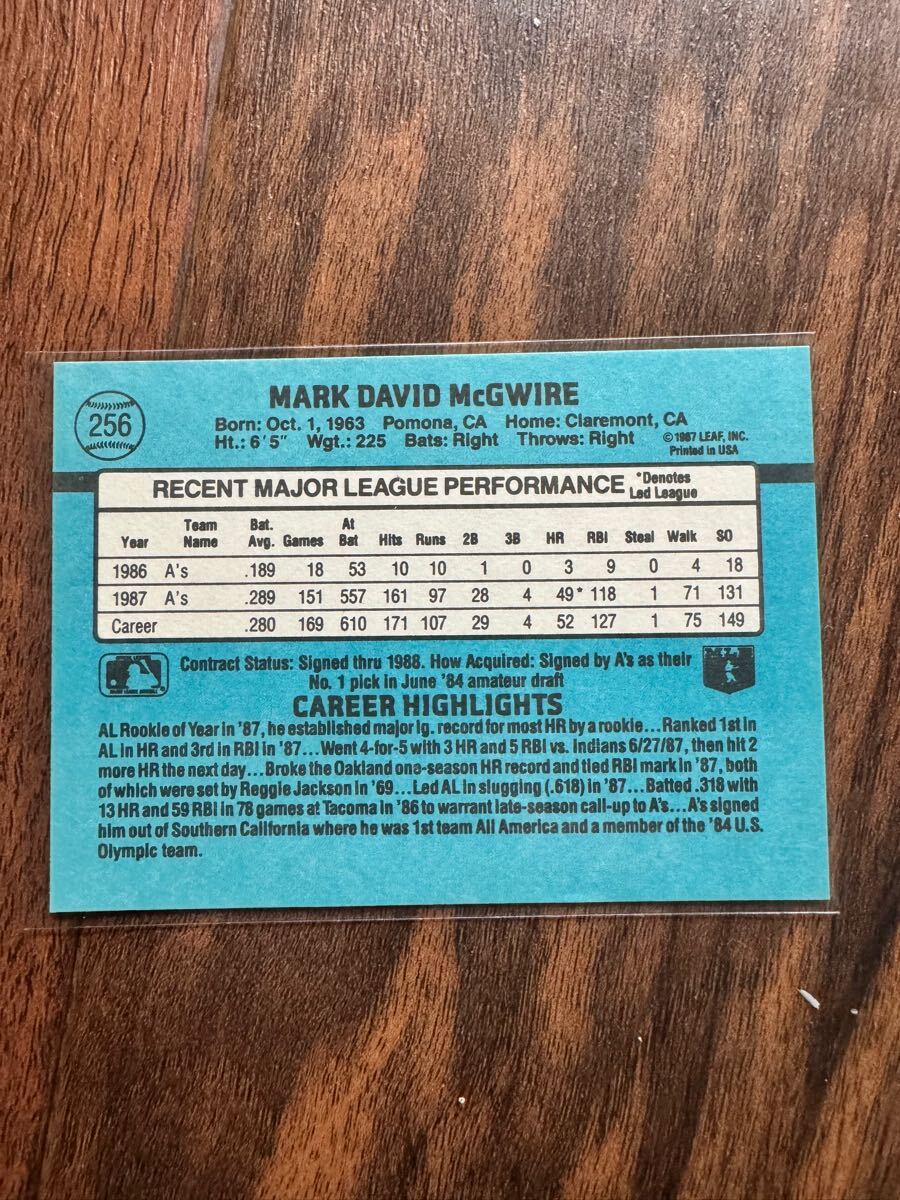 256
MARK DAVID McGWIRE
Born: Oct. 1, 1963 Pomona, CA Home: Claremont, CA
Ht.: 6'5" Wgt.: 225 Bats: Right Throws: Right
©1987 LEAF, INC.
Printed in USA
RECENT MAJOR LEAGUE PERFORMANCE *Denotes Led League
Year Team Name Bat. Avg. Games At Bat Hits Runs 2B 3B HR RBI Steal Walk SO
1986 A's .189 18 53 10 10 1 0 3 9 0 4 18
1987 A's .289 151 557 161 97 28 4 49* 118 1 71 131
Career .280 169 610 171 107 29 4 52 127 1 75 149
Contract Status: Signed thru 1988. How Acquired: Signed by A's as their
No. 1 pick in June '84 amateur draft
CAREER HIGHLIGHTS
AL Rookie of Year in '87, he established major lg. record for most HR by a rookie...Ranked 1st in
AL in HR and 3rd in RBI in '87...Went 4-for-5 with 3 HR and 5 RBI vs. Indians 6/27/87, then hit 2
more HR the next day...Broke the Oakland one-season HR record and tied RBI mark in '87, both
of which were set by Reggie Jackson in '69...Led AL in slugging (.618) in '87...Batted .318 with
13 HR and 59 RBI in 78 games at Tacoma in '86 to warrant late-season call-up to A's...A's signed
him out of Southern California where he was 1st team All America and a member of the '84 U.S.
Olympic team.